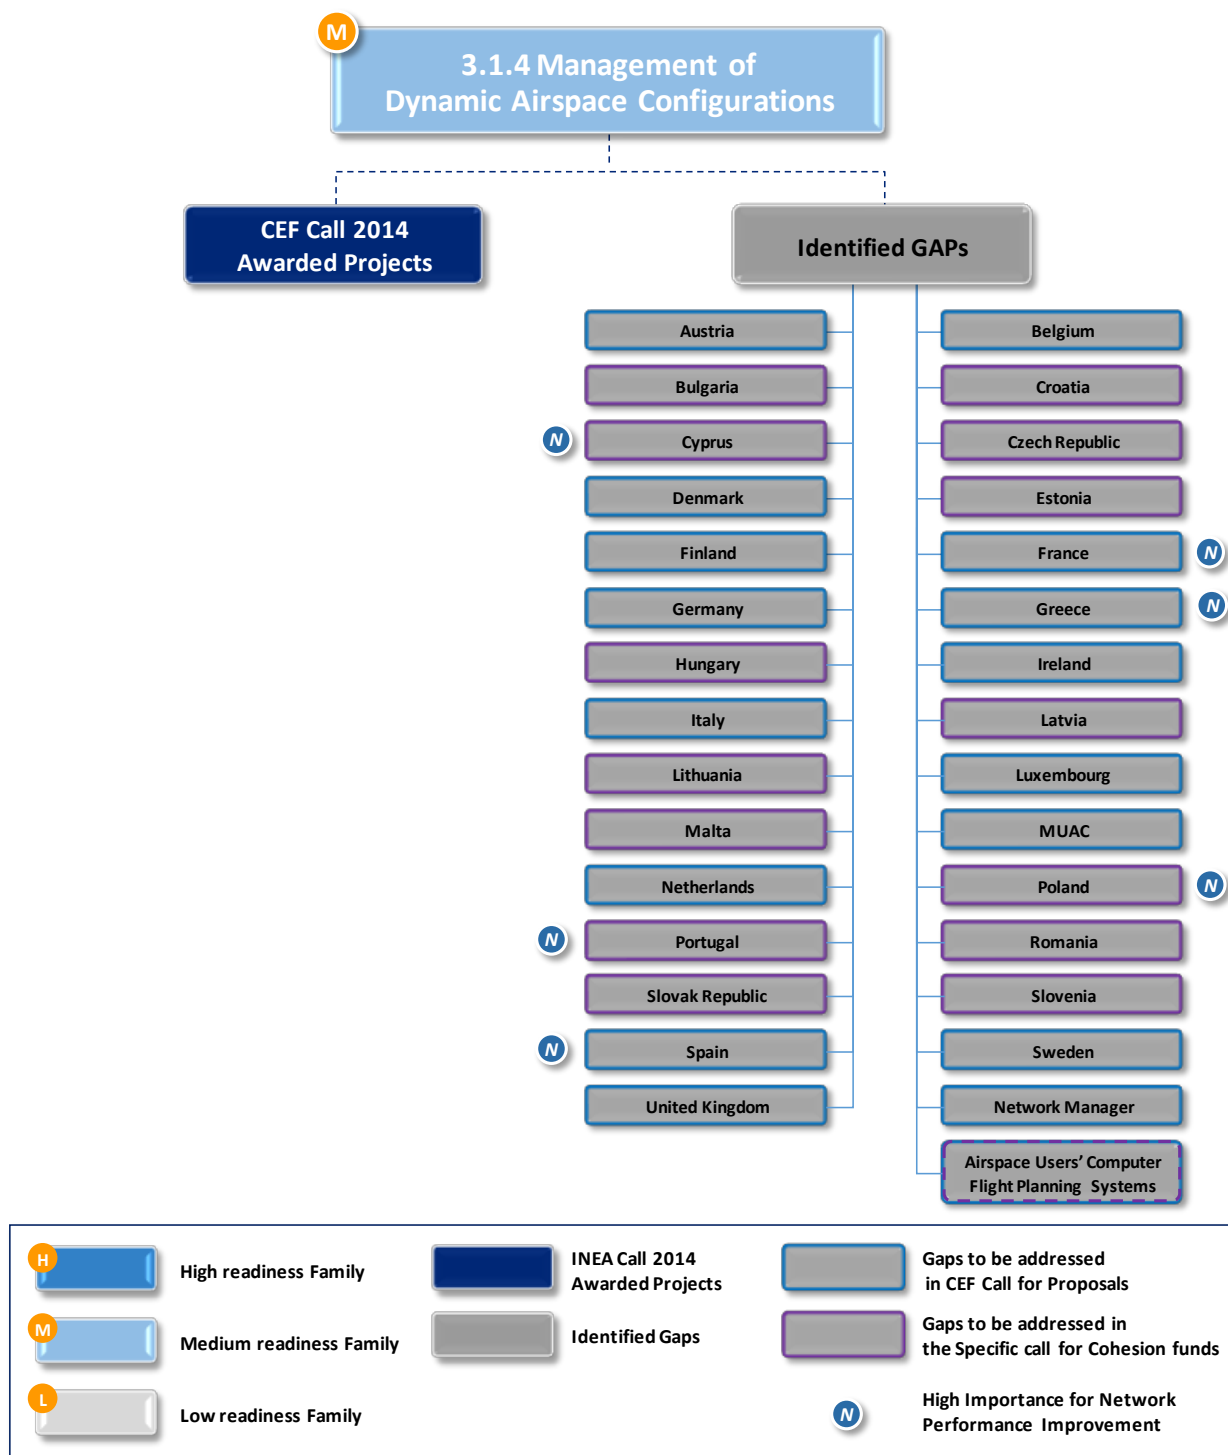 M
3.1.4 Management of
Dynamic Airspace Configurations
CEF Call 2014
Awarded Projects
Identified GAPs
Austria
Belgium
Bulgaria
Croatia
N
Cyprus
Czech Republic
Denmark
Estonia
Finland
France
N
Germany
Greece
N
Hungary
Ireland
Italy
Latvia
Lithuania
Luxembourg
Malta
MUAC
Netherlands
Poland
N
N
Portugal
Romania
Slovak Republic
Slovenia
N
Spain
Sweden
United Kingdom
Network Manager
Airspace Users’ Computer
Flight Planning Systems
H
High readiness Family
INEA Call 2014
Awarded Projects
Gaps to be addressed
in CEF Call for Proposals
M
Medium readiness Family
Identified Gaps
Gaps to be addressed in
the Specific call for Cohesion funds
L
Low readiness Family
N
High Importance for Network
Performance Improvement